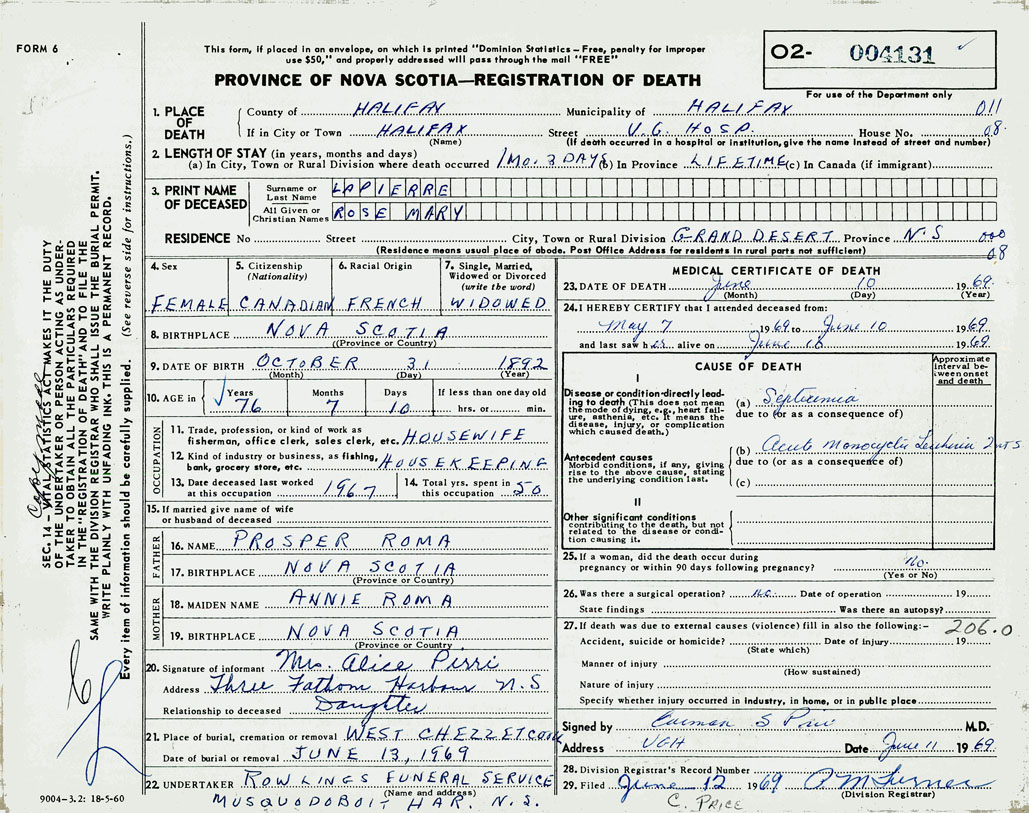 FORM 6
This form, if placed in an envelope, on which is printed "Dominion Statistics – Free, penalty for improper
use $50," and properly addressed will pass through the mail "FREE"
02- 004131
For use of the Department only
PROVINCE OF NOVA SCOTIA—REGISTRATION OF DEATH
1. PLACE OF DEATH
County of HALIFAX Municipality of HALIFAX 011
If in City or Town HALIFAX Street V.G. HOSP. House No. 08.
(Name) (If death occurred in a hospital or institution, give the name instead of street and number)
2. LENGTH OF STAY (in years, months and days)
(a) In City, Town or Rural Division where death occurred 1 MO. 3 DAYS (b) In Province LIFETIME (c) In Canada (if immigrant)
3. PRINT NAME OF DECEASED
Surname or Last Name LAPIERRE
All Given or Christian Names ROSE MARY
RESIDENCE No Street City, Town or Rural Division GRAND DESERT Province N.S 000
(Residence means usual place of abode. Post Office Address for residents in rural parts not sufficient) 08
4. Sex
FEMALE
5. Citizenship (Nationality)
CANADIAN
6. Racial Origin
FRENCH
7. Single, Married, Widowed or Divorced (write the word)
WIDOWED
8. BIRTHPLACE NOVA SCOTIA
(Province or Country)
9. DATE OF BIRTH OCTOBER 31 1892
(Month) (Day) (Year)
10. AGE in Years 76 Months 7 Days 10 If less than one day old
hrs. or min.
OCCUPATION
11. Trade, profession, or kind of work as
fisherman, office clerk, sales clerk, etc. HOUSEWIFE
12. Kind of industry or business, as fishing,
bank, grocery store, etc. HOUSEKEEPING
13. Date deceased last worked
at this occupation 1967
14. Total yrs. spent in
this occupation 50
15. If married give name of wife
or husband of deceased
FATHER
16. NAME PROSPER ROMA
17. BIRTHPLACE NOVA SCOTIA
(Province or Country)
MOTHER
18. MAIDEN NAME ANNIE ROMA
19. BIRTHPLACE NOVA SCOTIA
(Province or Country)
20. Signature of informant Mrs. Alice Pirri
Address Three Fathom Harbour N.S
Relationship to deceased Daughter
21. Place of burial, cremation or removal WEST CHEZZETCOOK
Date of burial or removal JUNE 13, 1969
22. UNDERTAKER ROWLINGS FUNERAL SERVICE
(Name and address)
MUSQUODOBOIT HAR. N.S.
MEDICAL CERTIFICATE OF DEATH
23. DATE OF DEATH June 10 1969.
(Month) (Day) (Year)
24. I HEREBY CERTIFY that I attended deceased from:
May 7 1969 to June 10 1969.
and last saw her alive on June 10 1969.
CAUSE OF DEATH
Approximate interval between onset and death
I
Disease or condition directly leading to death (This does not mean the mode of dying, e.g., heart failure, asthenia, etc. It means the disease, injury, or complication which caused death.)
(a) Septicemia
due to (or as a consequence of)
Antecedent causes
Morbid conditions, if any, giving rise to the above cause, stating the underlying condition last.
(b) Acute Monocytic
due to (or as a consequence of)
(c)
II
Other significant conditions
contributing to the death, but not related to the disease or condition causing it.
25. If a woman, did the death occur during
pregnancy or within 90 days following pregnancy? No.
(Yes or No)
26. Was there a surgical operation? No Date of operation 19
State findings Was there an autopsy?
27. If death was due to external causes (violence) fill in also the following:– 206.0
Accident, suicide or homicide? Date of injury 19
(State which)
Manner of injury
(How sustained)
Nature of injury
Specify whether injury occurred in industry, in home, or in public place
Signed by M.D.
Address VGH Date June 11 1969.
28. Division Registrar's Record Number
29. Filed June 12 1969
(Division Registrar)
C. PRICE
SEC. 14 – VITAL STATISTICS ACT MAKES IT THE DUTY
OF THE UNDERTAKER OR PERSON ACTING AS UNDER-
TAKER TO OBTAIN ALL THE PARTICULARS REQUIRED
IN THE "REGISTRATION OF DEATH" AND TO FILE THE
SAME WITH THE DIVISION REGISTRAR WHO SHALL ISSUE THE BURIAL PERMIT.
WRITE PLAINLY WITH UNFADING INK. THIS IS A PERMANENT RECORD.
Every item of information should be carefully supplied. (See reverse side for instructions.)
9004-3.2: 18-5-60